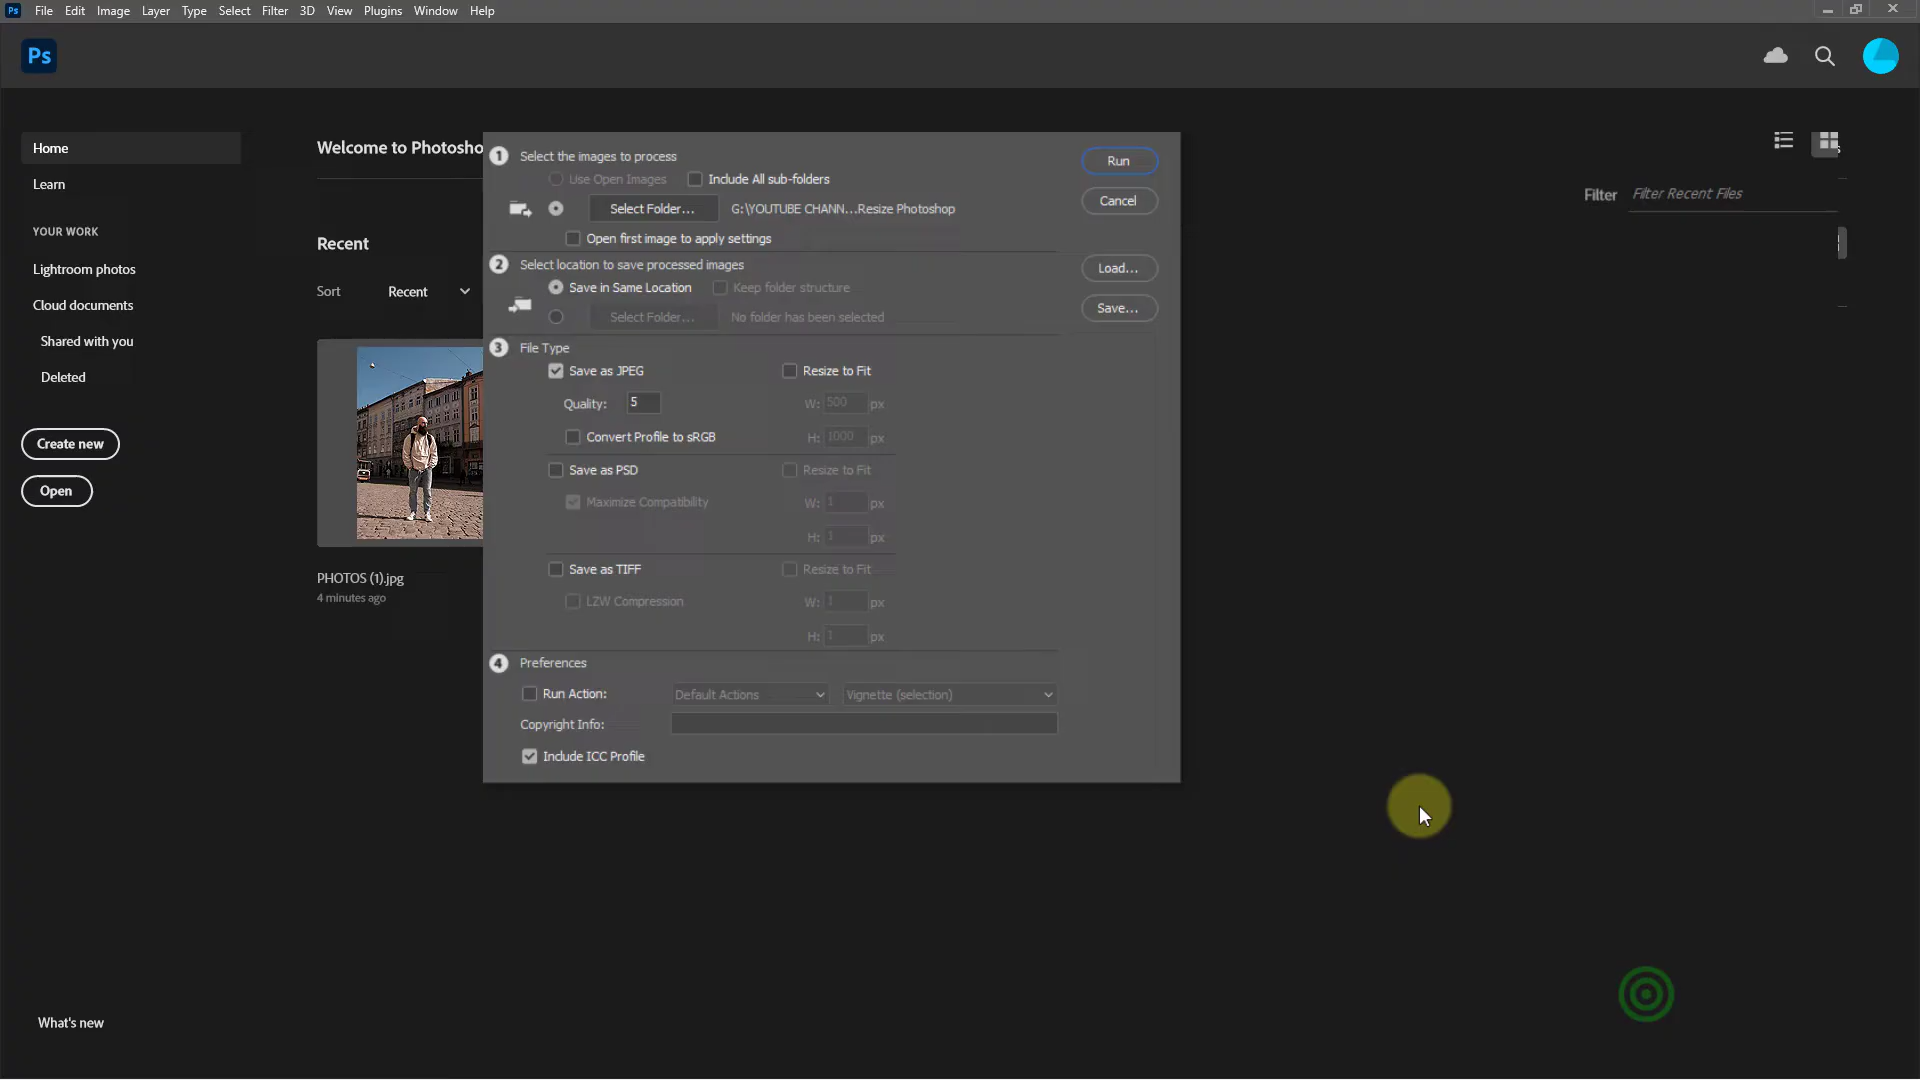 Ps File Edit Image Layer Type Select Filter 3D View Plugins Window Help
Ps
Home
Learn
YOUR WORK
Lightroom photos
Cloud documents
Shared with you
Deleted
Create new
Open
What's new
Welcome to Photosho
Recent
Sort Recent
PHOTOS (1).jpg
4 minutes ago
1 Select the images to process
Use Open Images Include All sub-folders
Select Folder... G:\YOUTUBE CHANN...Resize Photoshop
Open first image to apply settings
2 Select location to save processed images
Save in Same Location Keep folder structure
Select Folder... No folder has been selected
3 File Type
Save as JPEG Resize to Fit
Quality: 5 W: 500 px
Convert Profile to sRGB H: 1000 px
Save as PSD Resize to Fit
Maximize Compatibility W: 1 px
H: 1 px
Save as TIFF Resize to Fit
LZW Compression W: 1 px
H: 1 px
4 Preferences
Run Action: Default Actions Vignette (selection)
Copyright Info:
Include ICC Profile
Run
Cancel
Load...
Save...
Filter Filter Recent Files